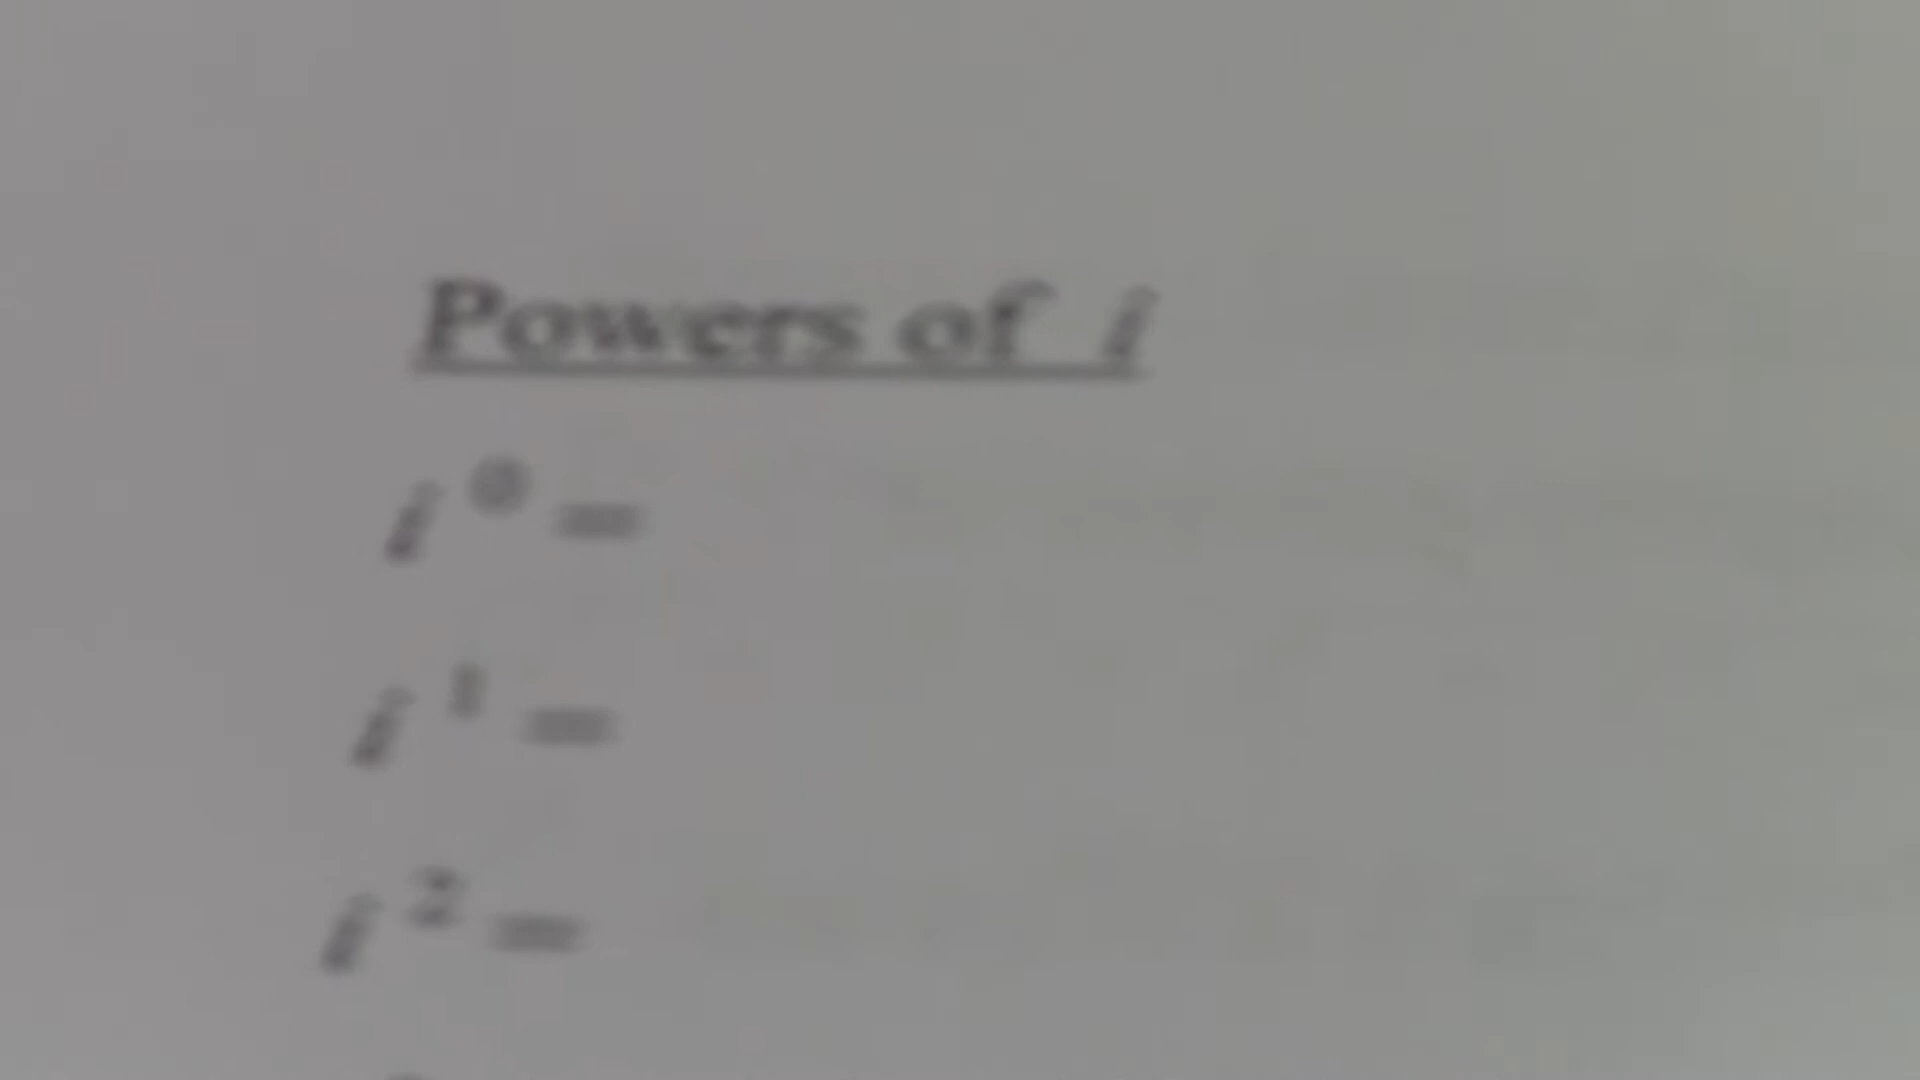 Powers of i
i⁰ =
i¹ =
i² =